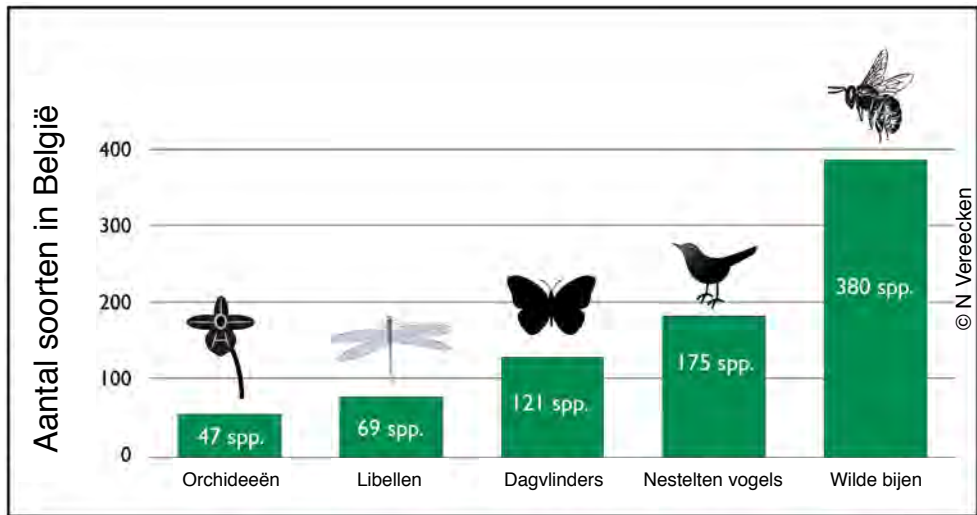 Aantal soorten in België
400
300
200
100
0
47 spp.
69 spp.
121 spp.
175 spp.
380 spp.
Orchideeën
Libellen
Dagvlinders
Nestelten vogels
Wilde bijen
© N Vereecken